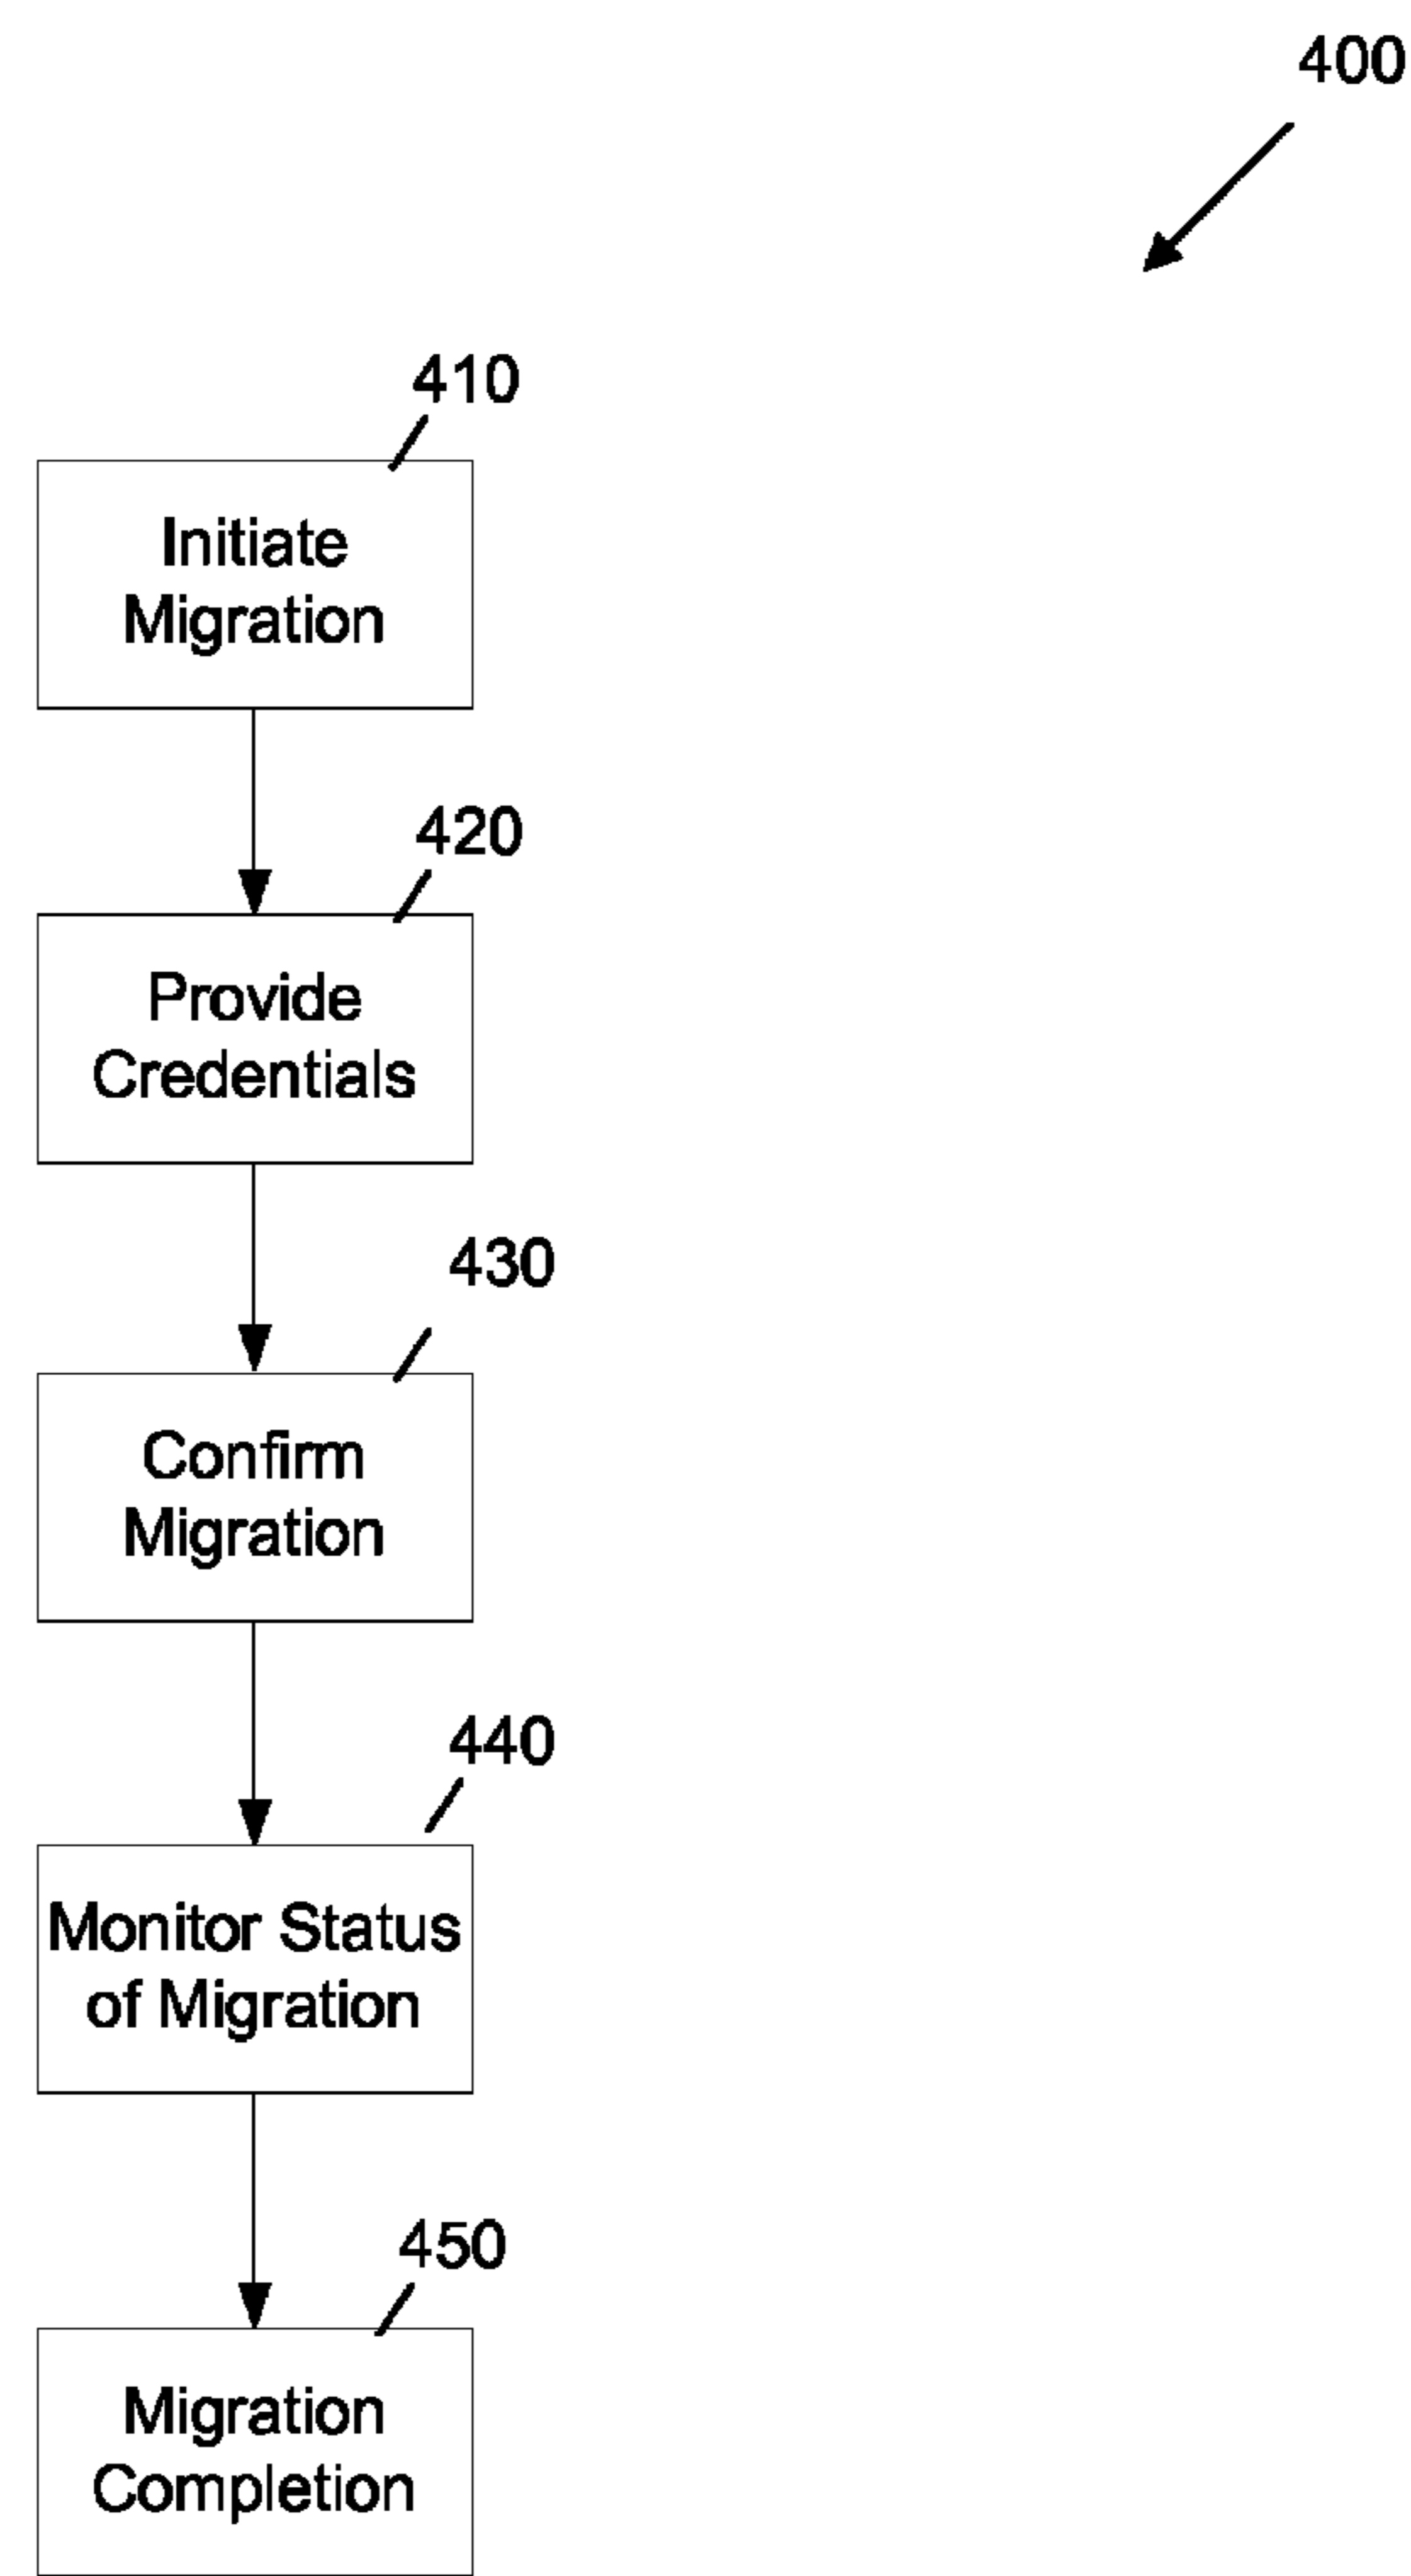 400
410
Initiate
Migration
420
Provide
Credentials
430
Confirm
Migration
440
Monitor Status
of Migration
450
Migration
Completion